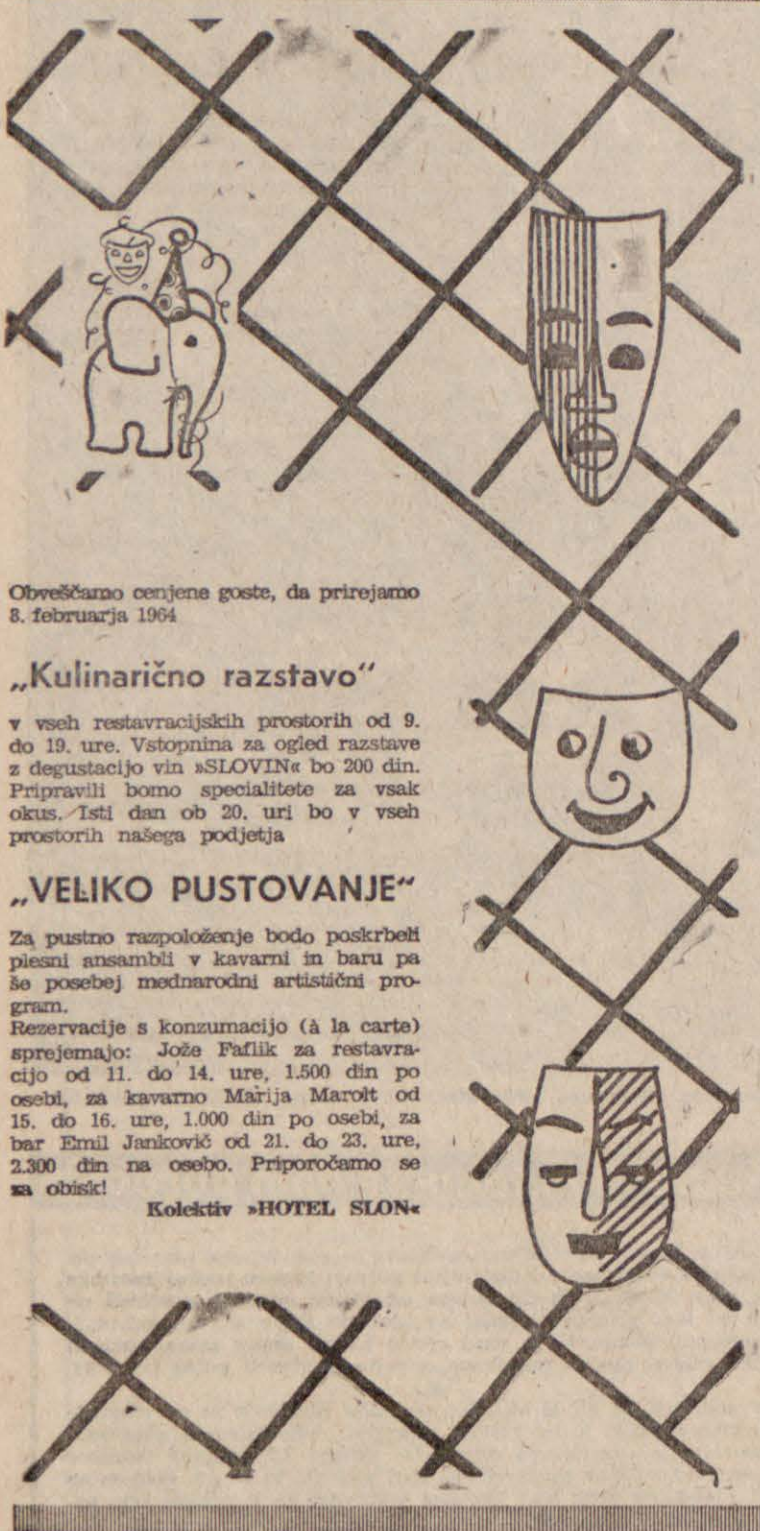 Obveščamo cenjene goste, da prirejamo
8. februarja 1964
„Kulinarično razstavo“
v vseh restavracijskih prostorih od 9.
do 19. ure. Vstopnina za ogled razstave
z degustacijo vin »SLOVIN« bo 200 din.
Pripravili bomo specialitete za vsak
okus. Isti dan ob 20. uri bo v vseh
prostorih našega podjetja
„VELIKO PUSTOVANJE“
Za pustno razpoloženje bodo poskrbeli
plesni ansambli v kavarni in baru pa
še posebej mednarodni artistični pro-
gram.
Rezervacije s konzumacijo (à la carte)
sprejemajo: Jože Faflik za restavra-
cijo od 11. do 14. ure, 1.500 din po
osebi, za kavarno Marija Marolt od
15. do 16. ure, 1.000 din po osebi, za
bar Emil Jankovič od 21. do 23. ure,
2.300 din na osebo. Priporočamo se
za obisk!
Kolektiv »HOTEL SLON«